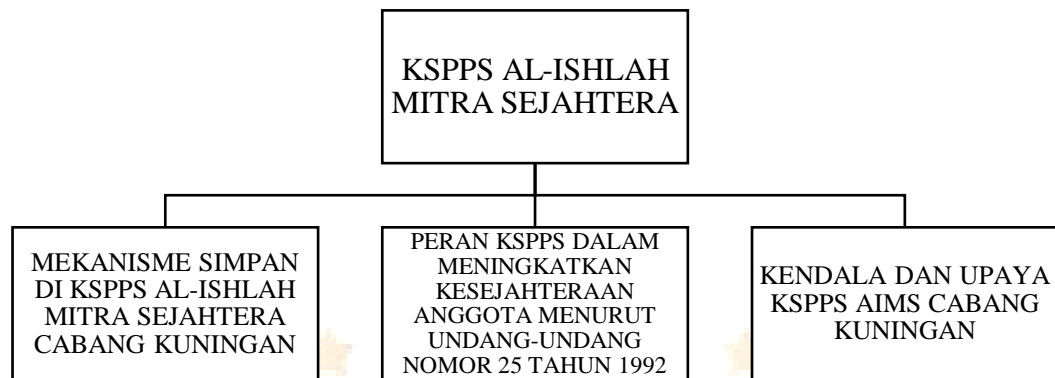 KSPPS AL-ISHLAH
MITRA SEJAHTERA
MEKANISME SIMPAN
DI KSPPS AL-ISHLAH
MITRA SEJAHTERA
CABANG KUNINGAN
PERAN KSPPS DALAM
MENINGKATKAN
KESEJAHTERAAN
ANGGOTA MENURUT
UNDANG-UNDANG
NOMOR 25 TAHUN 1992
KENDALA DAN UPAYA
KSPPS AIMS CABANG
KUNINGAN